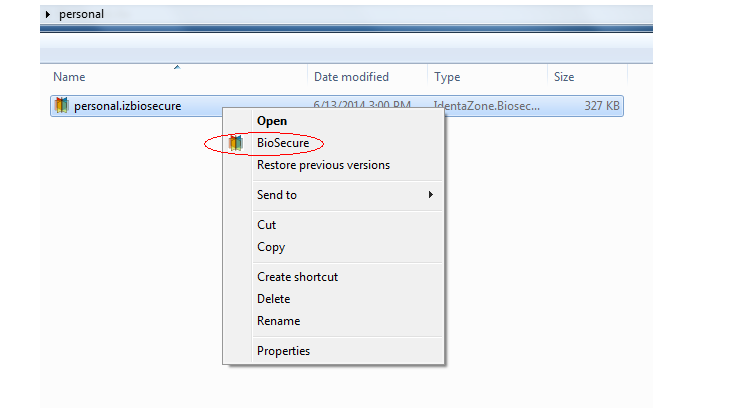 personal
Name Date modified Type Size
personal.izbiosecure 6/13/2014 3:00 PM IdentaZone.Biosec... 327 KB
Open
BioSecure
Restore previous versions
Send to
Cut
Copy
Create shortcut
Delete
Rename
Properties